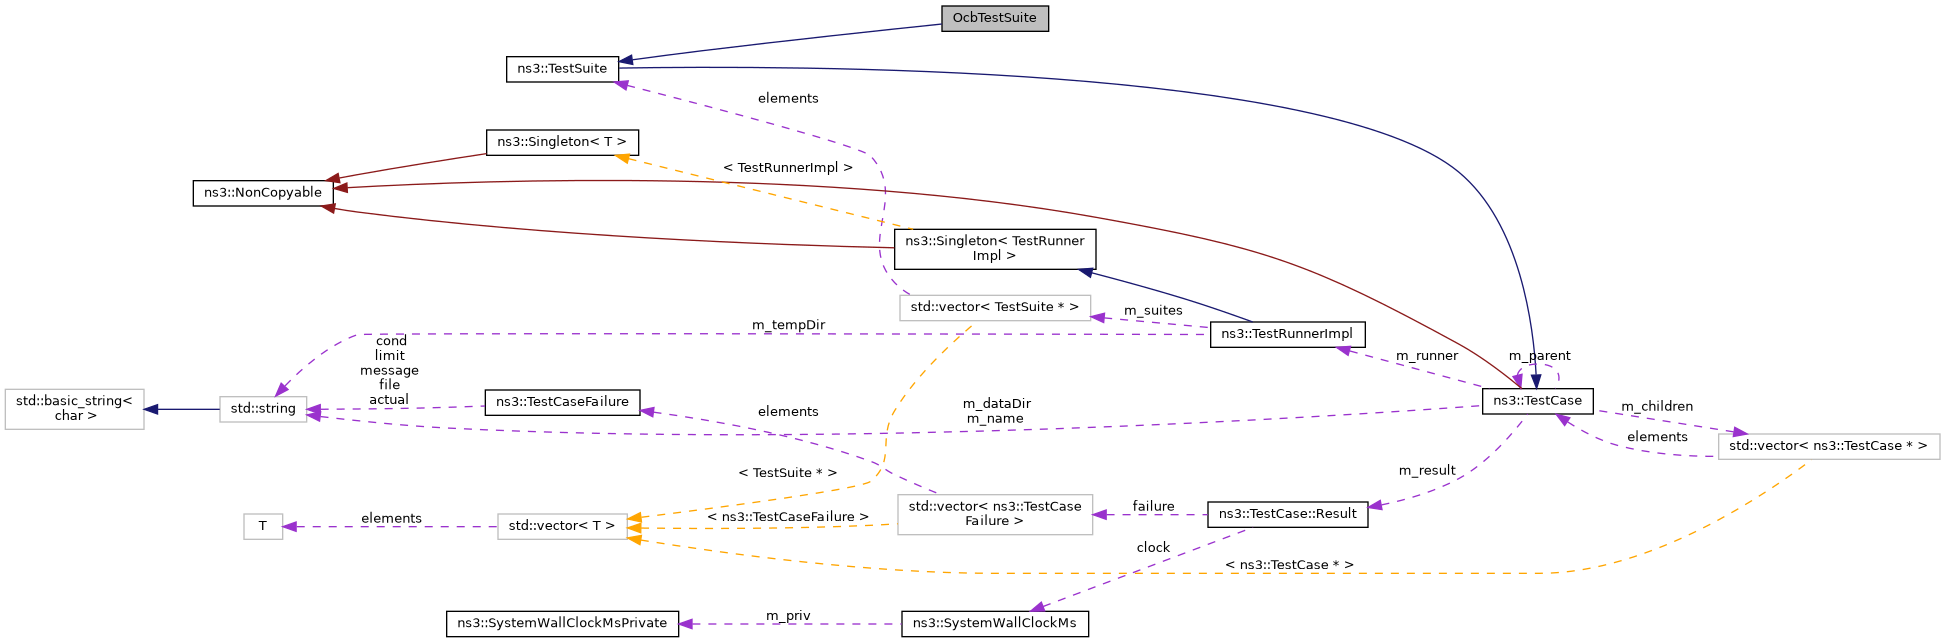 OcbTestSuite
ns3::TestSuite
elements
ns3::Singleton< T >
< TestRunnerImpl >
ns3::NonCopyable
ns3::Singleton< TestRunner
Impl >
std::vector< TestSuite * >
m_suites
m_tempDir
ns3::TestRunnerImpl
cond
limit
message
file
actual
m_runner
m_parent
std::basic_string<
char >
std::string
ns3::TestCaseFailure
elements
m_dataDir
m_name
ns3::TestCase
m_children
elements
std::vector< ns3::TestCase * >
m_result
< TestSuite * >
T
elements
std::vector< T >
< ns3::TestCaseFailure >
std::vector< ns3::TestCase
Failure >
failure
ns3::TestCase::Result
clock
< ns3::TestCase * >
ns3::SystemWallClockMsPrivate
m_priv
ns3::SystemWallClockMs